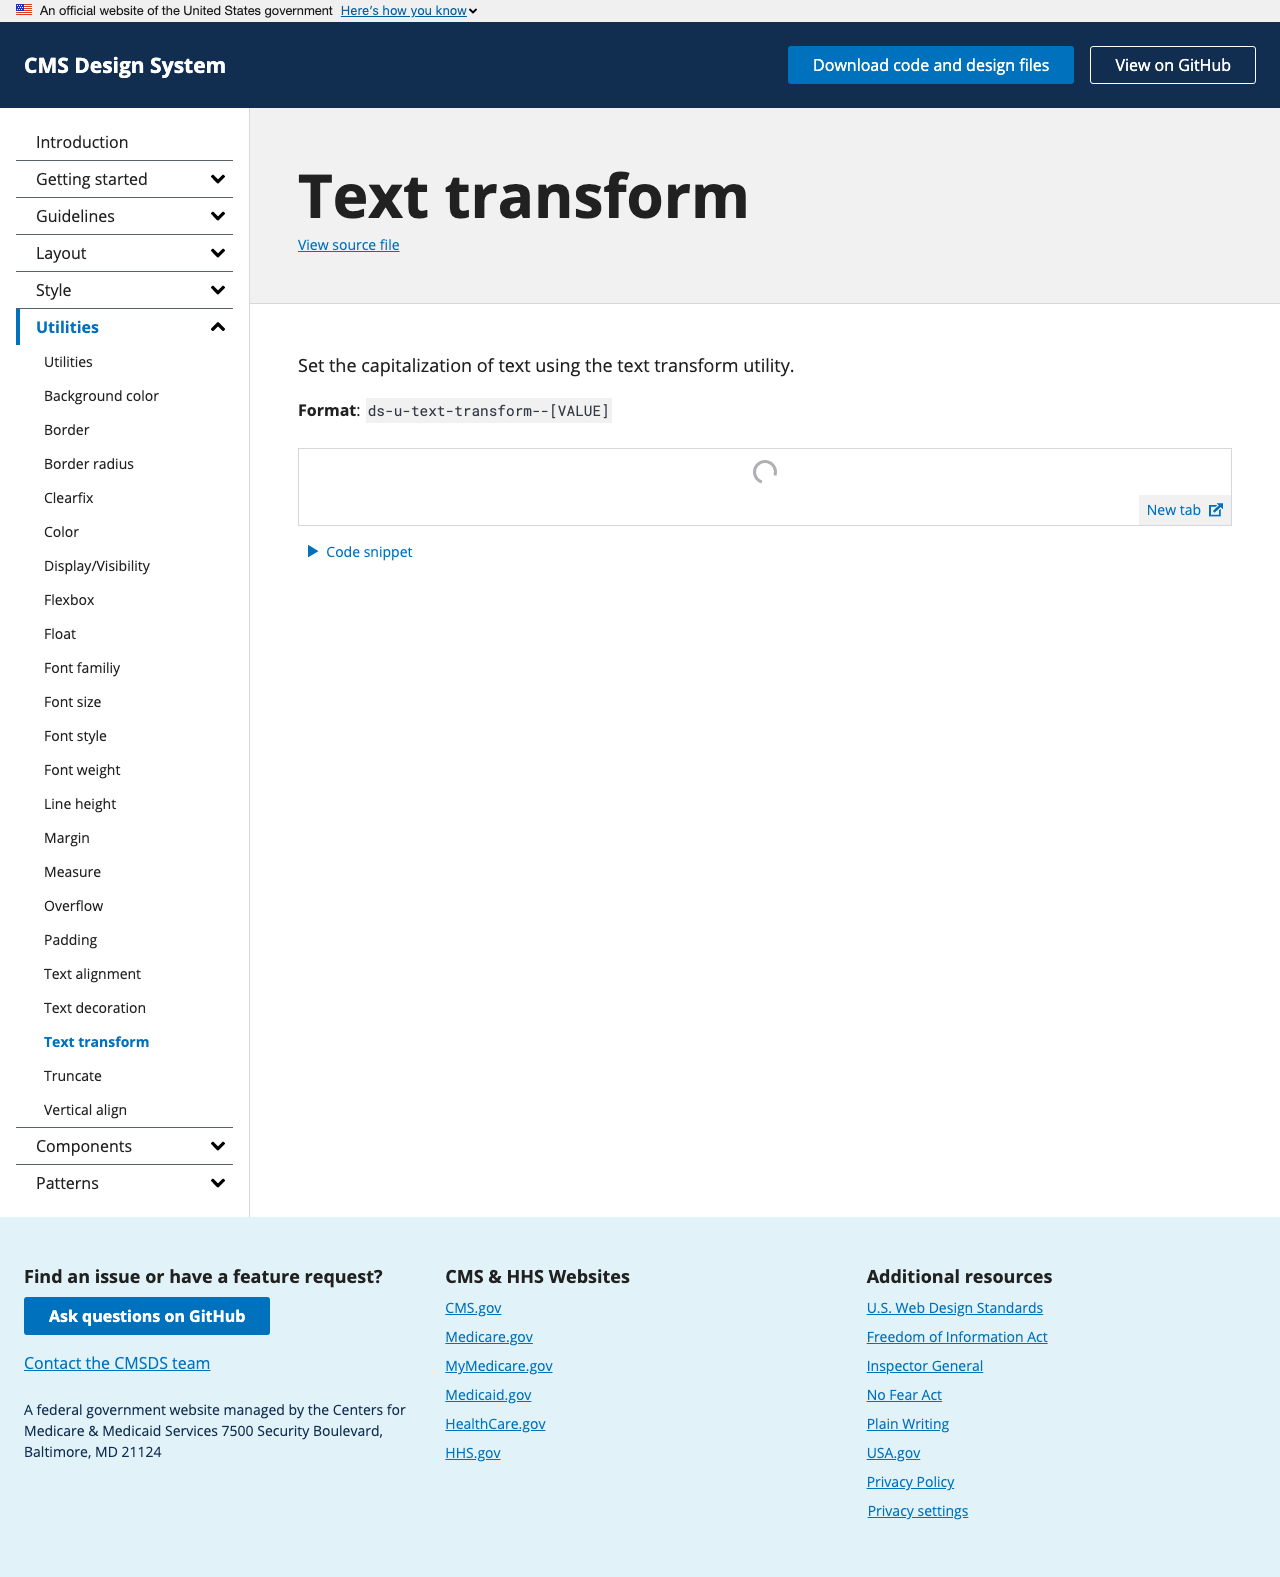 An official website of the United States government Here's how you know
CMS Design System
Download code and design files
View on GitHub
Introduction
Getting started
Guidelines
Layout
Style
Utilities
Utilities
Background color
Border
Border radius
Clearfix
Color
Display/Visibility
Flexbox
Float
Font familiy
Font size
Font style
Font weight
Line height
Margin
Measure
Overflow
Padding
Text alignment
Text decoration
Text transform
Truncate
Vertical align
Components
Patterns
Text transform
View source file
Set the capitalization of text using the text transform utility.
Format: ds-u-text-transform--[VALUE]
New tab
Code snippet
Find an issue or have a feature request?
Ask questions on GitHub
Contact the CMSDS team
A federal government website managed by the Centers for
Medicare & Medicaid Services 7500 Security Boulevard,
Baltimore, MD 21124
CMS & HHS Websites
CMS.gov
Medicare.gov
MyMedicare.gov
Medicaid.gov
HealthCare.gov
HHS.gov
Additional resources
U.S. Web Design Standards
Freedom of Information Act
Inspector General
No Fear Act
Plain Writing
USA.gov
Privacy Policy
Privacy settings